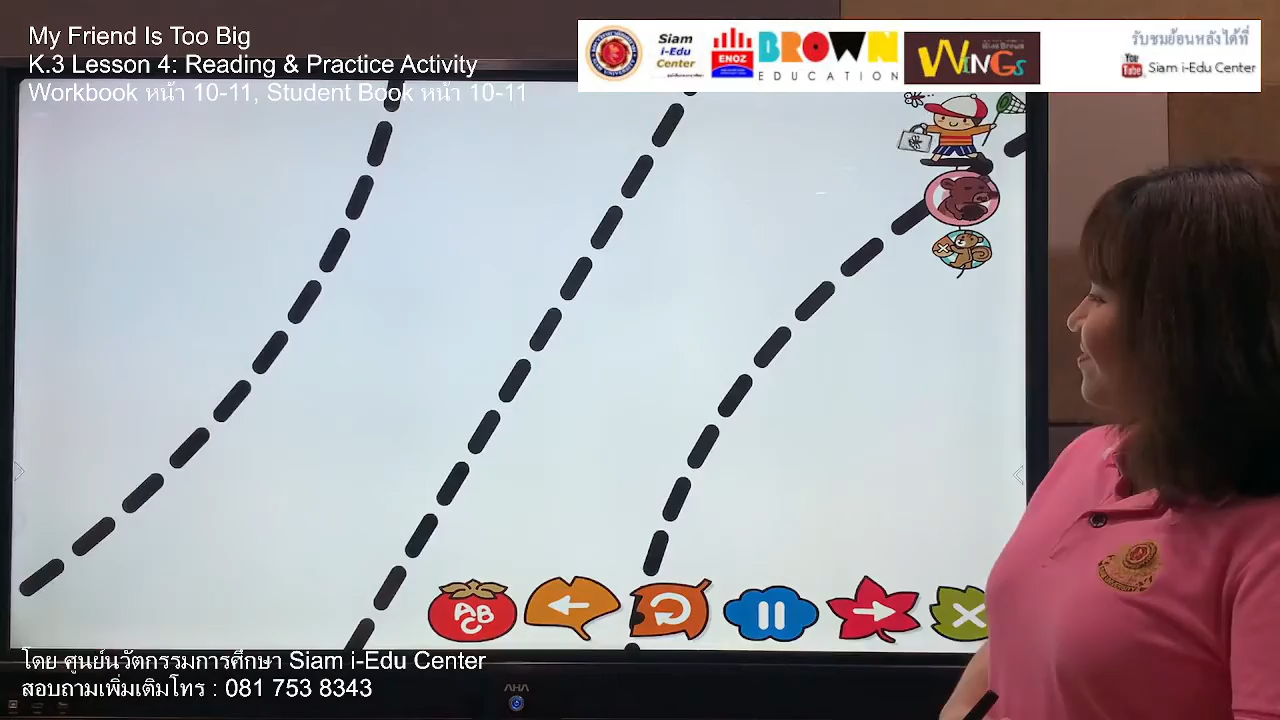 My Friend Is Too Big
K.3 Lesson 4: Reading & Practice Activity
Workbook หน้า 10-11, Student Book หน้า 10-11
Siam
i-Edu
Center
ENOZ
BROWN
EDUCATION
WiNGs
รับชมย้อนหลังได้ที่
You Tube Siam i-Edu Center
ABC
โดย ศูนย์นวัตกรรมการศึกษา Siam i-Edu Center
สอบถามเพิ่มเติมโทร : 081 753 8343
AHA